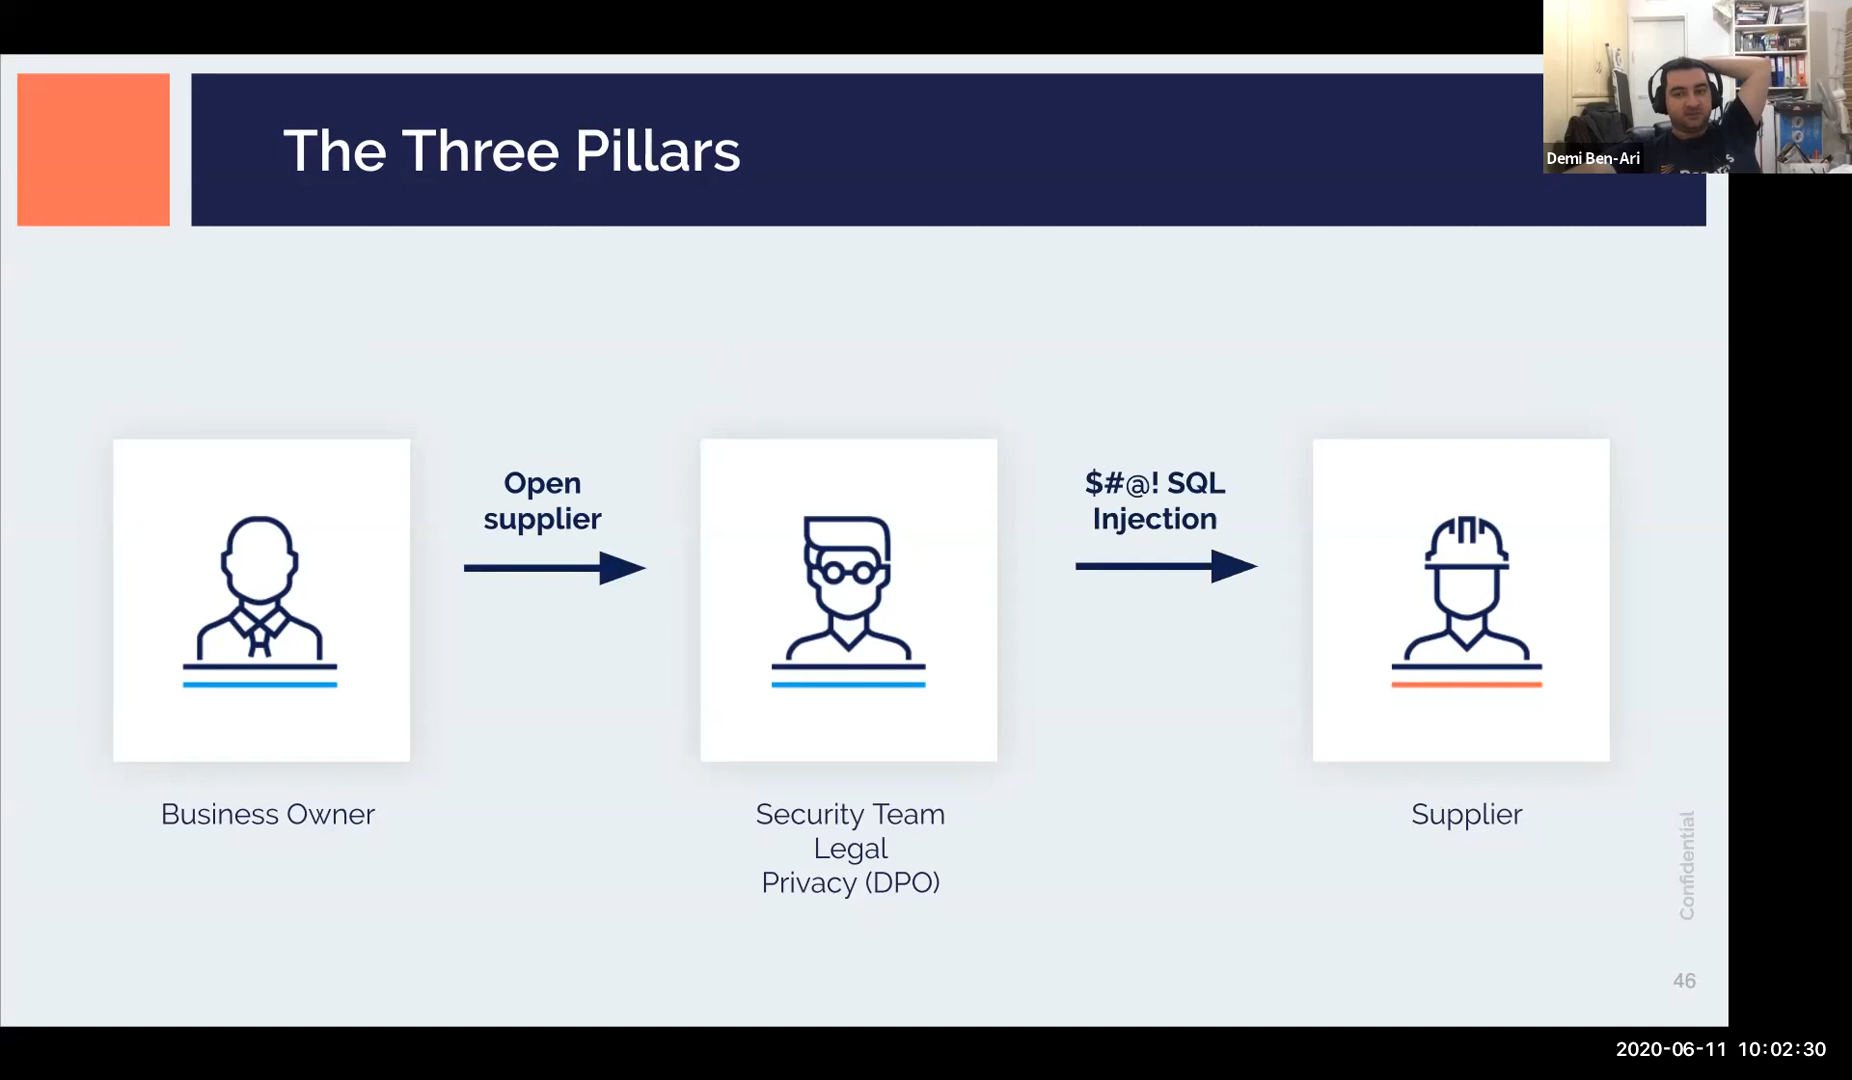 The Three Pillars
Demi Ben-Ari
Open
supplier
$#@! SQL
Injection
Business Owner
Security Team
Legal
Privacy (DPO)
Supplier
Confidential
46
2020-06-11 10:02:30